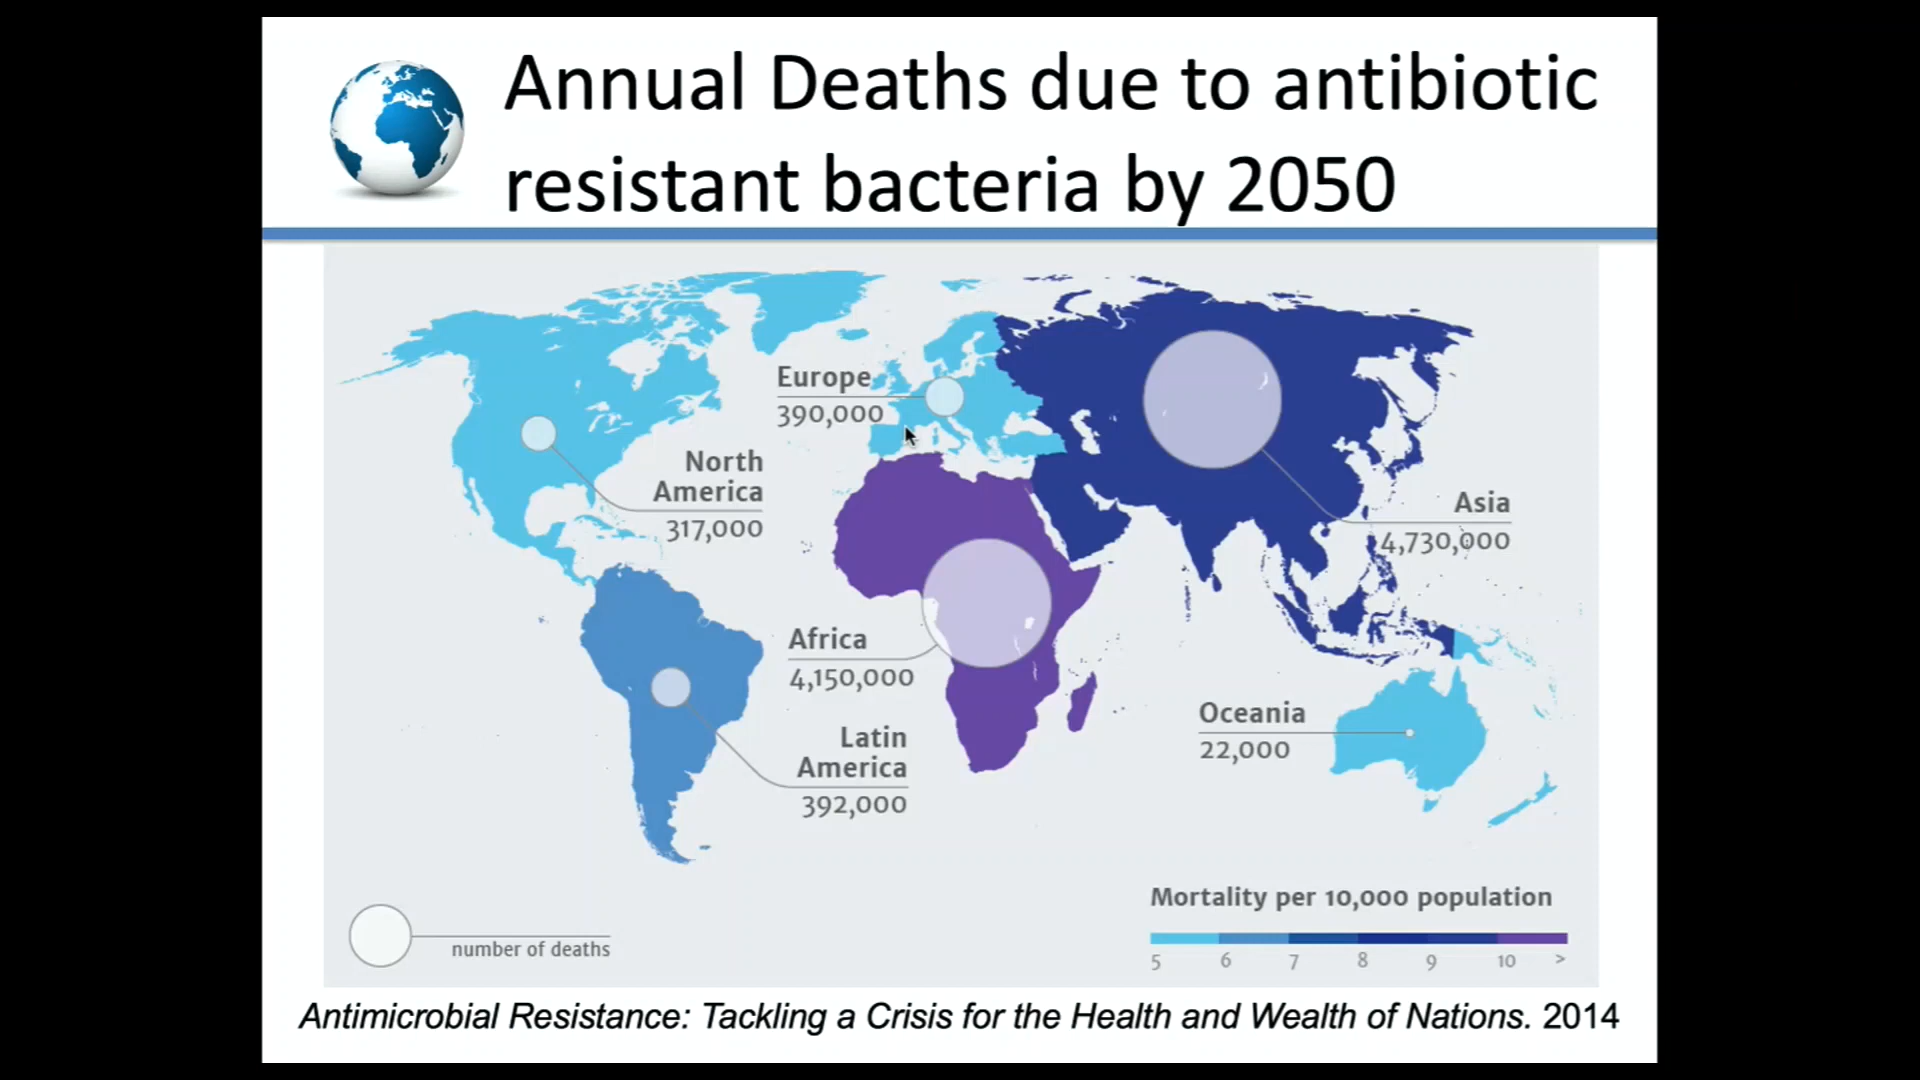 Annual Deaths due to antibiotic
resistant bacteria by 2050
Europe
390,000
North
America
317,000
Asia
4,730,000
Africa
4,150,000
Latin
America
392,000
Oceania
22,000
number of deaths
Mortality per 10,000 population
5 6 7 8 9 10 >
Antimicrobial Resistance: Tackling a Crisis for the Health and Wealth of Nations. 2014